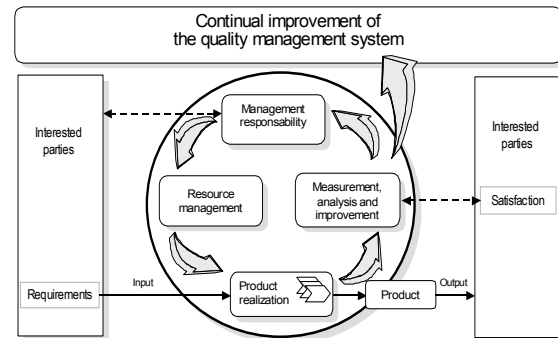 Continual improvement of
the quality management system
Interested
parties
Management
responsability
Interested
parties
Resource
management
Measurement,
analysis and
improvement
Satisfaction
Requirements
Input
Product
realization
Product
Output